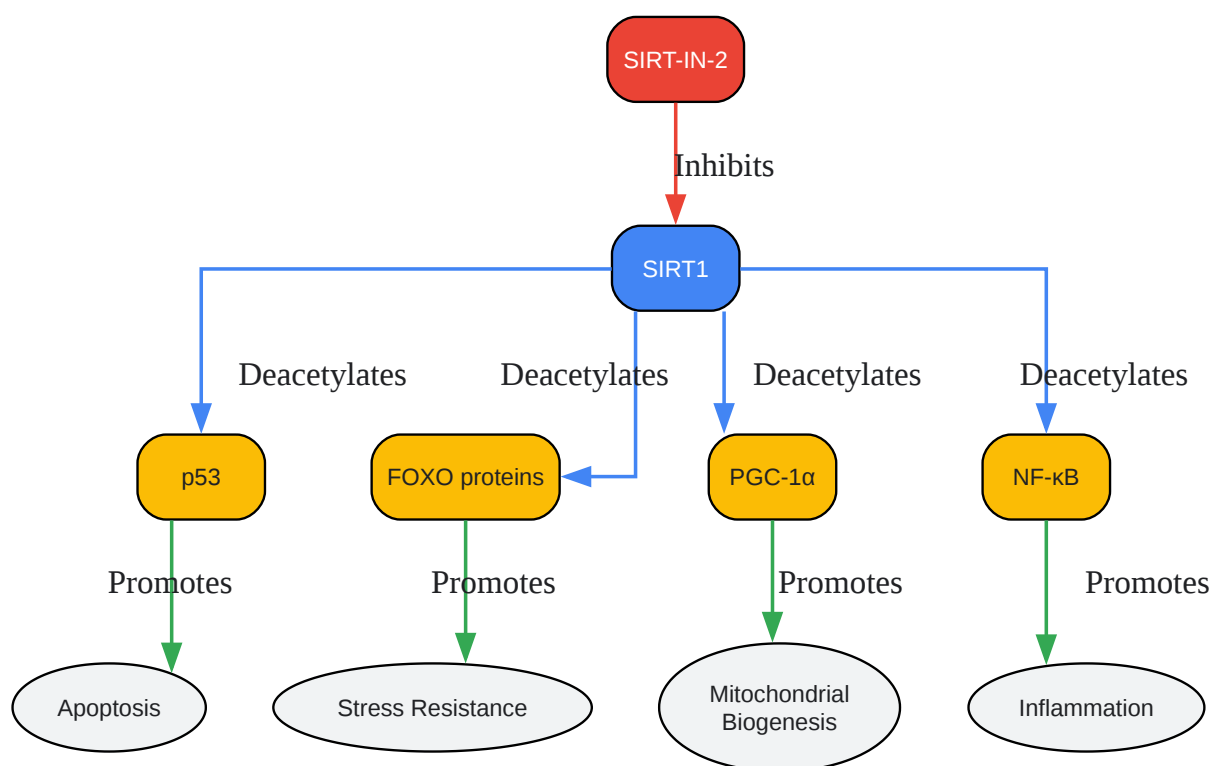 SIRT-IN-2
Inhibits
SIRT1
Deacetylates
Deacetylates
Deacetylates
Deacetylates
p53
FOXO proteins
PGC-1α
NF-κB
Promotes
Promotes
Promotes
Promotes
Apoptosis
Stress Resistance
Mitochondrial
Biogenesis
Inflammation